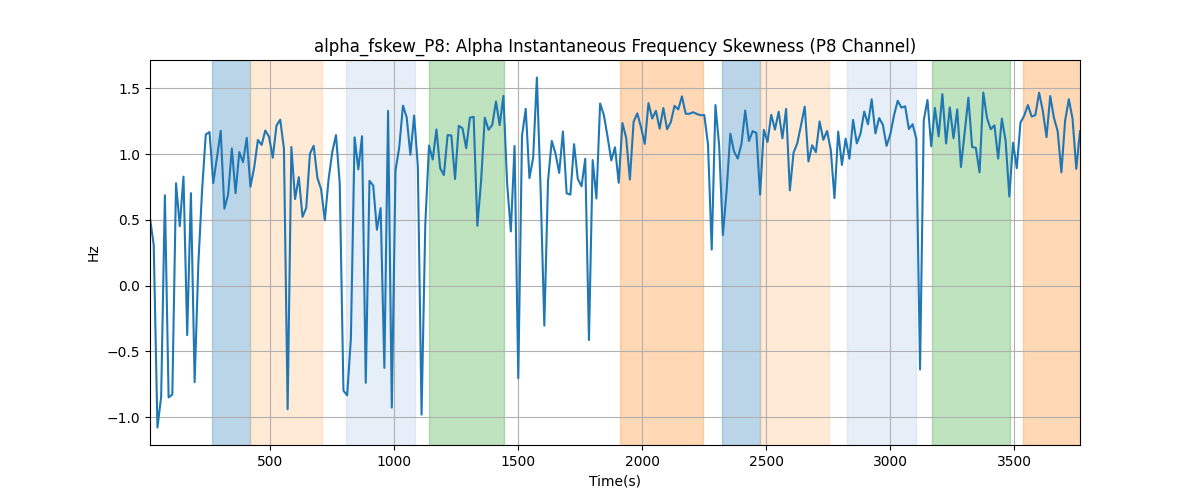 alpha_fskew_P8: Alpha Instantaneous Frequency Skewness (P8 Channel)
Hz
1.5
1.0
0.5
0.0
−0.5
−1.0
500 1000 1500 2000 2500 3000 3500
Time(s)